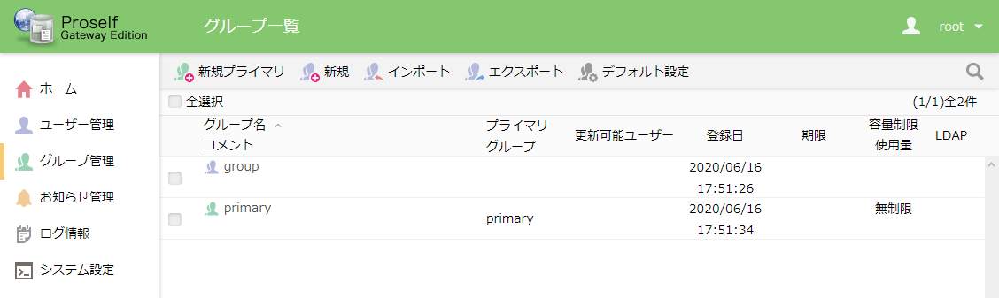 Proself
Gateway Edition
グループ一覧
root
ホーム
ユーザー管理
グループ管理
お知らせ管理
ログ情報
システム設定
新規プライマリ 新規 インポート エクスポート デフォルト設定
全選択 (1/1)全2件
グループ名
コメント
プライマリ
グループ
更新可能ユーザー
登録日
期限
容量制限
使用量
LDAP
group
2020/06/16
17:51:26
primary
primary
2020/06/16
17:51:34
無制限